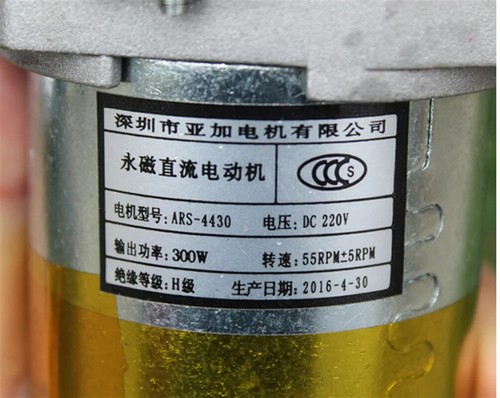 深圳市亚加电机有限公司
永磁直流电动机
CCC S
电机型号: ARS-4430 电压: DC 220V
输出功率: 300W 转速: 55RPM±5RPM
绝缘等级: H级 生产日期: 2016-4-30